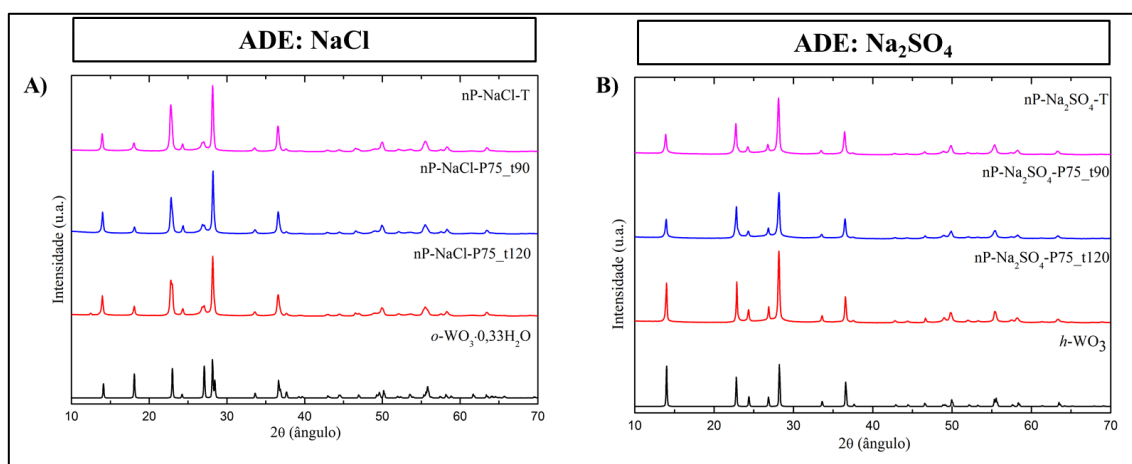 ADE: NaCl
A)
nP-NaCl-T
nP-NaCl-P75_t90
nP-NaCl-P75_t120
o-WO₃·0,33H₂O
Intensidade (u.a.)
10 20 30 40 50 60 70
2θ (ângulo)
ADE: Na₂SO₄
B)
nP-Na₂SO₄-T
nP-Na₂SO₄-P75_t90
nP-Na₂SO₄-P75_t120
h-WO₃
Intensidade (u.a.)
10 20 30 40 50 60 70
2θ (ângulo)